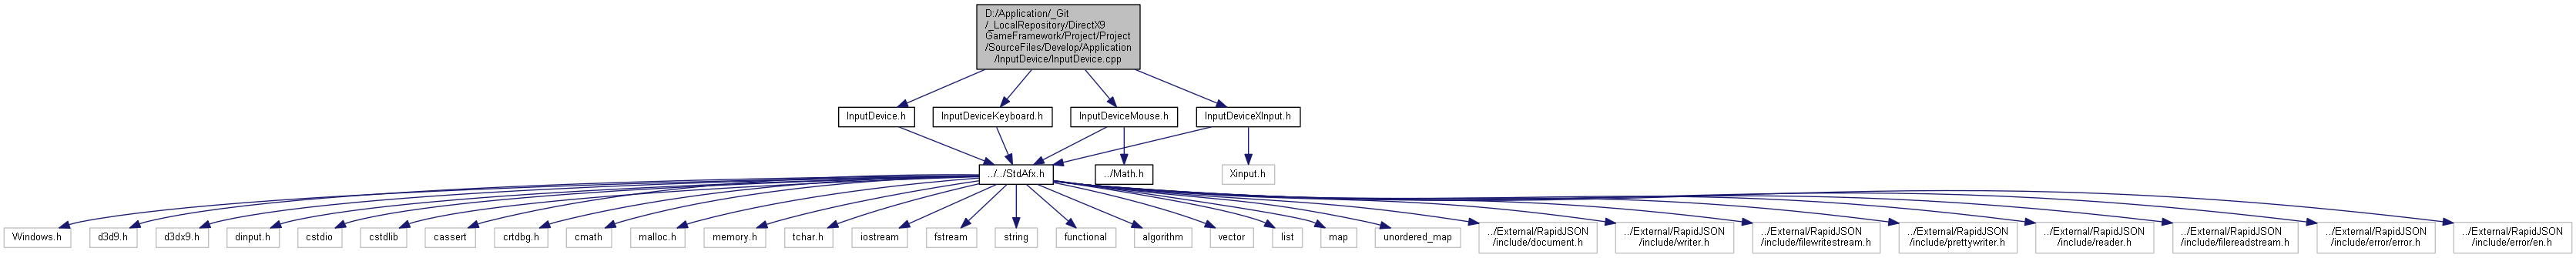 D:/Application/_Git
/_LocalRepository/DirectX9
GameFramework/Project/Project
/SourceFiles/Develop/Application
/InputDevice/InputDevice.cpp
InputDevice.h
InputDeviceKeyboard.h
InputDeviceMouse.h
InputDeviceXInput.h
../../StdAfx.h
../Math.h
Xinput.h
Windows.h
d3d9.h
d3dx9.h
dinput.h
cstdio
cstdlib
cassert
crtdbg.h
cmath
malloc.h
memory.h
tchar.h
iostream
fstream
string
functional
algorithm
vector
list
map
unordered_map
../External/RapidJSON
/include/document.h
../External/RapidJSON
/include/writer.h
../External/RapidJSON
/include/filewritestream.h
../External/RapidJSON
/include/prettywriter.h
../External/RapidJSON
/include/reader.h
../External/RapidJSON
/include/filereadstream.h
../External/RapidJSON
/include/error/error.h
../External/RapidJSON
/include/error/en.h